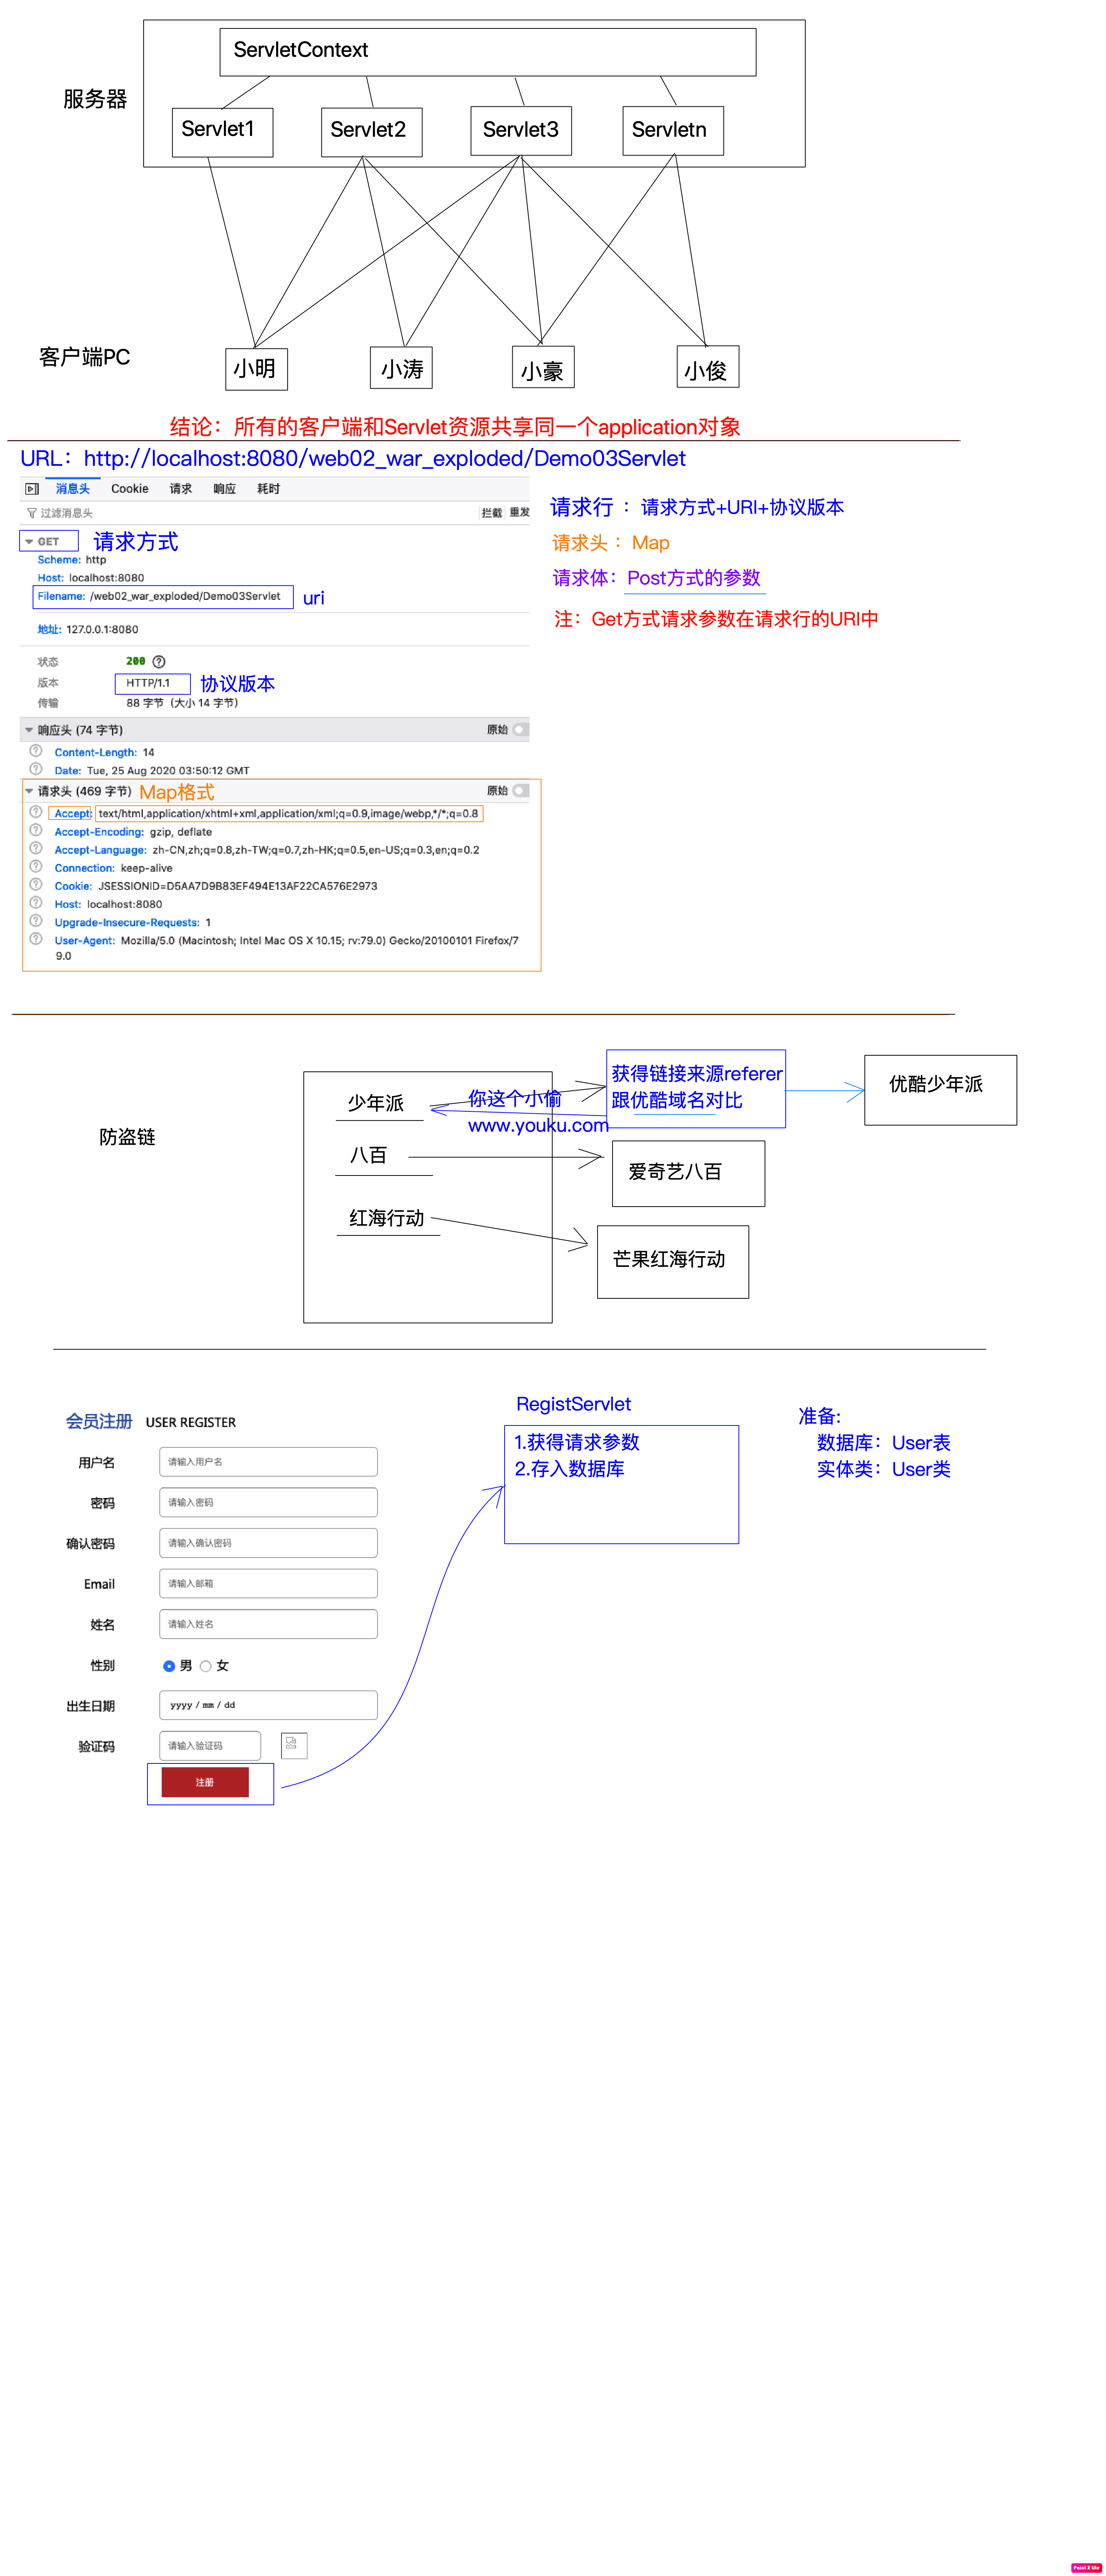 ServletContext
服务器
Servlet1
Servlet2
Servlet3
Servletn
客户端PC
小明
小涛
小豪
小俊
结论：所有的客户端和Servlet资源共享同一个application对象
URL：http://localhost:8080/web02_war_exploded/Demo03Servlet
消息头 Cookie 请求 响应 耗时
过滤消息头 拦截 重发
GET 请求方式
Scheme: http
Host: localhost:8080
Filename: /web02_war_exploded/Demo03Servlet uri
地址: 127.0.0.1:8080
状态 200
版本 HTTP/1.1 协议版本
传输 88 字节 (大小 14 字节)
响应头 (74 字节) 原始
Content-Length: 14
Date: Tue, 25 Aug 2020 03:50:12 GMT
请求头 (469 字节) Map格式 原始
Accept: text/html,application/xhtml+xml,application/xml;q=0.9,image/webp,*/*;q=0.8
Accept-Encoding: gzip, deflate
Accept-Language: zh-CN,zh;q=0.8,zh-TW;q=0.7,zh-HK;q=0.5,en-US;q=0.3,en;q=0.2
Connection: keep-alive
Cookie: JSESSIONID=D5AA7D9B83EF494E13AF22CA576E2973
Host: localhost:8080
Upgrade-Insecure-Requests: 1
User-Agent: Mozilla/5.0 (Macintosh; Intel Mac OS X 10.15; rv:79.0) Gecko/20100101 Firefox/7
9.0
请求行 ：请求方式+URI+协议版本
请求头 ：Map
请求体：Post方式的参数
注：Get方式请求参数在请求行的URI中
防盗链
少年派
八百
红海行动
你这个小偷
www.youku.com
获得链接来源referer
跟优酷域名对比
优酷少年派
爱奇艺八百
芒果红海行动
会员注册 USER REGISTER
用户名 请输入用户名
密码 请输入密码
确认密码 请输入确认密码
Email 请输入邮箱
姓名 请输入姓名
性别 男 女
出生日期 yyyy / mm / dd
验证码 请输入验证码
注册
RegistServlet
1.获得请求参数
2.存入数据库
准备:
数据库：User表
实体类：User类
Paint X lite